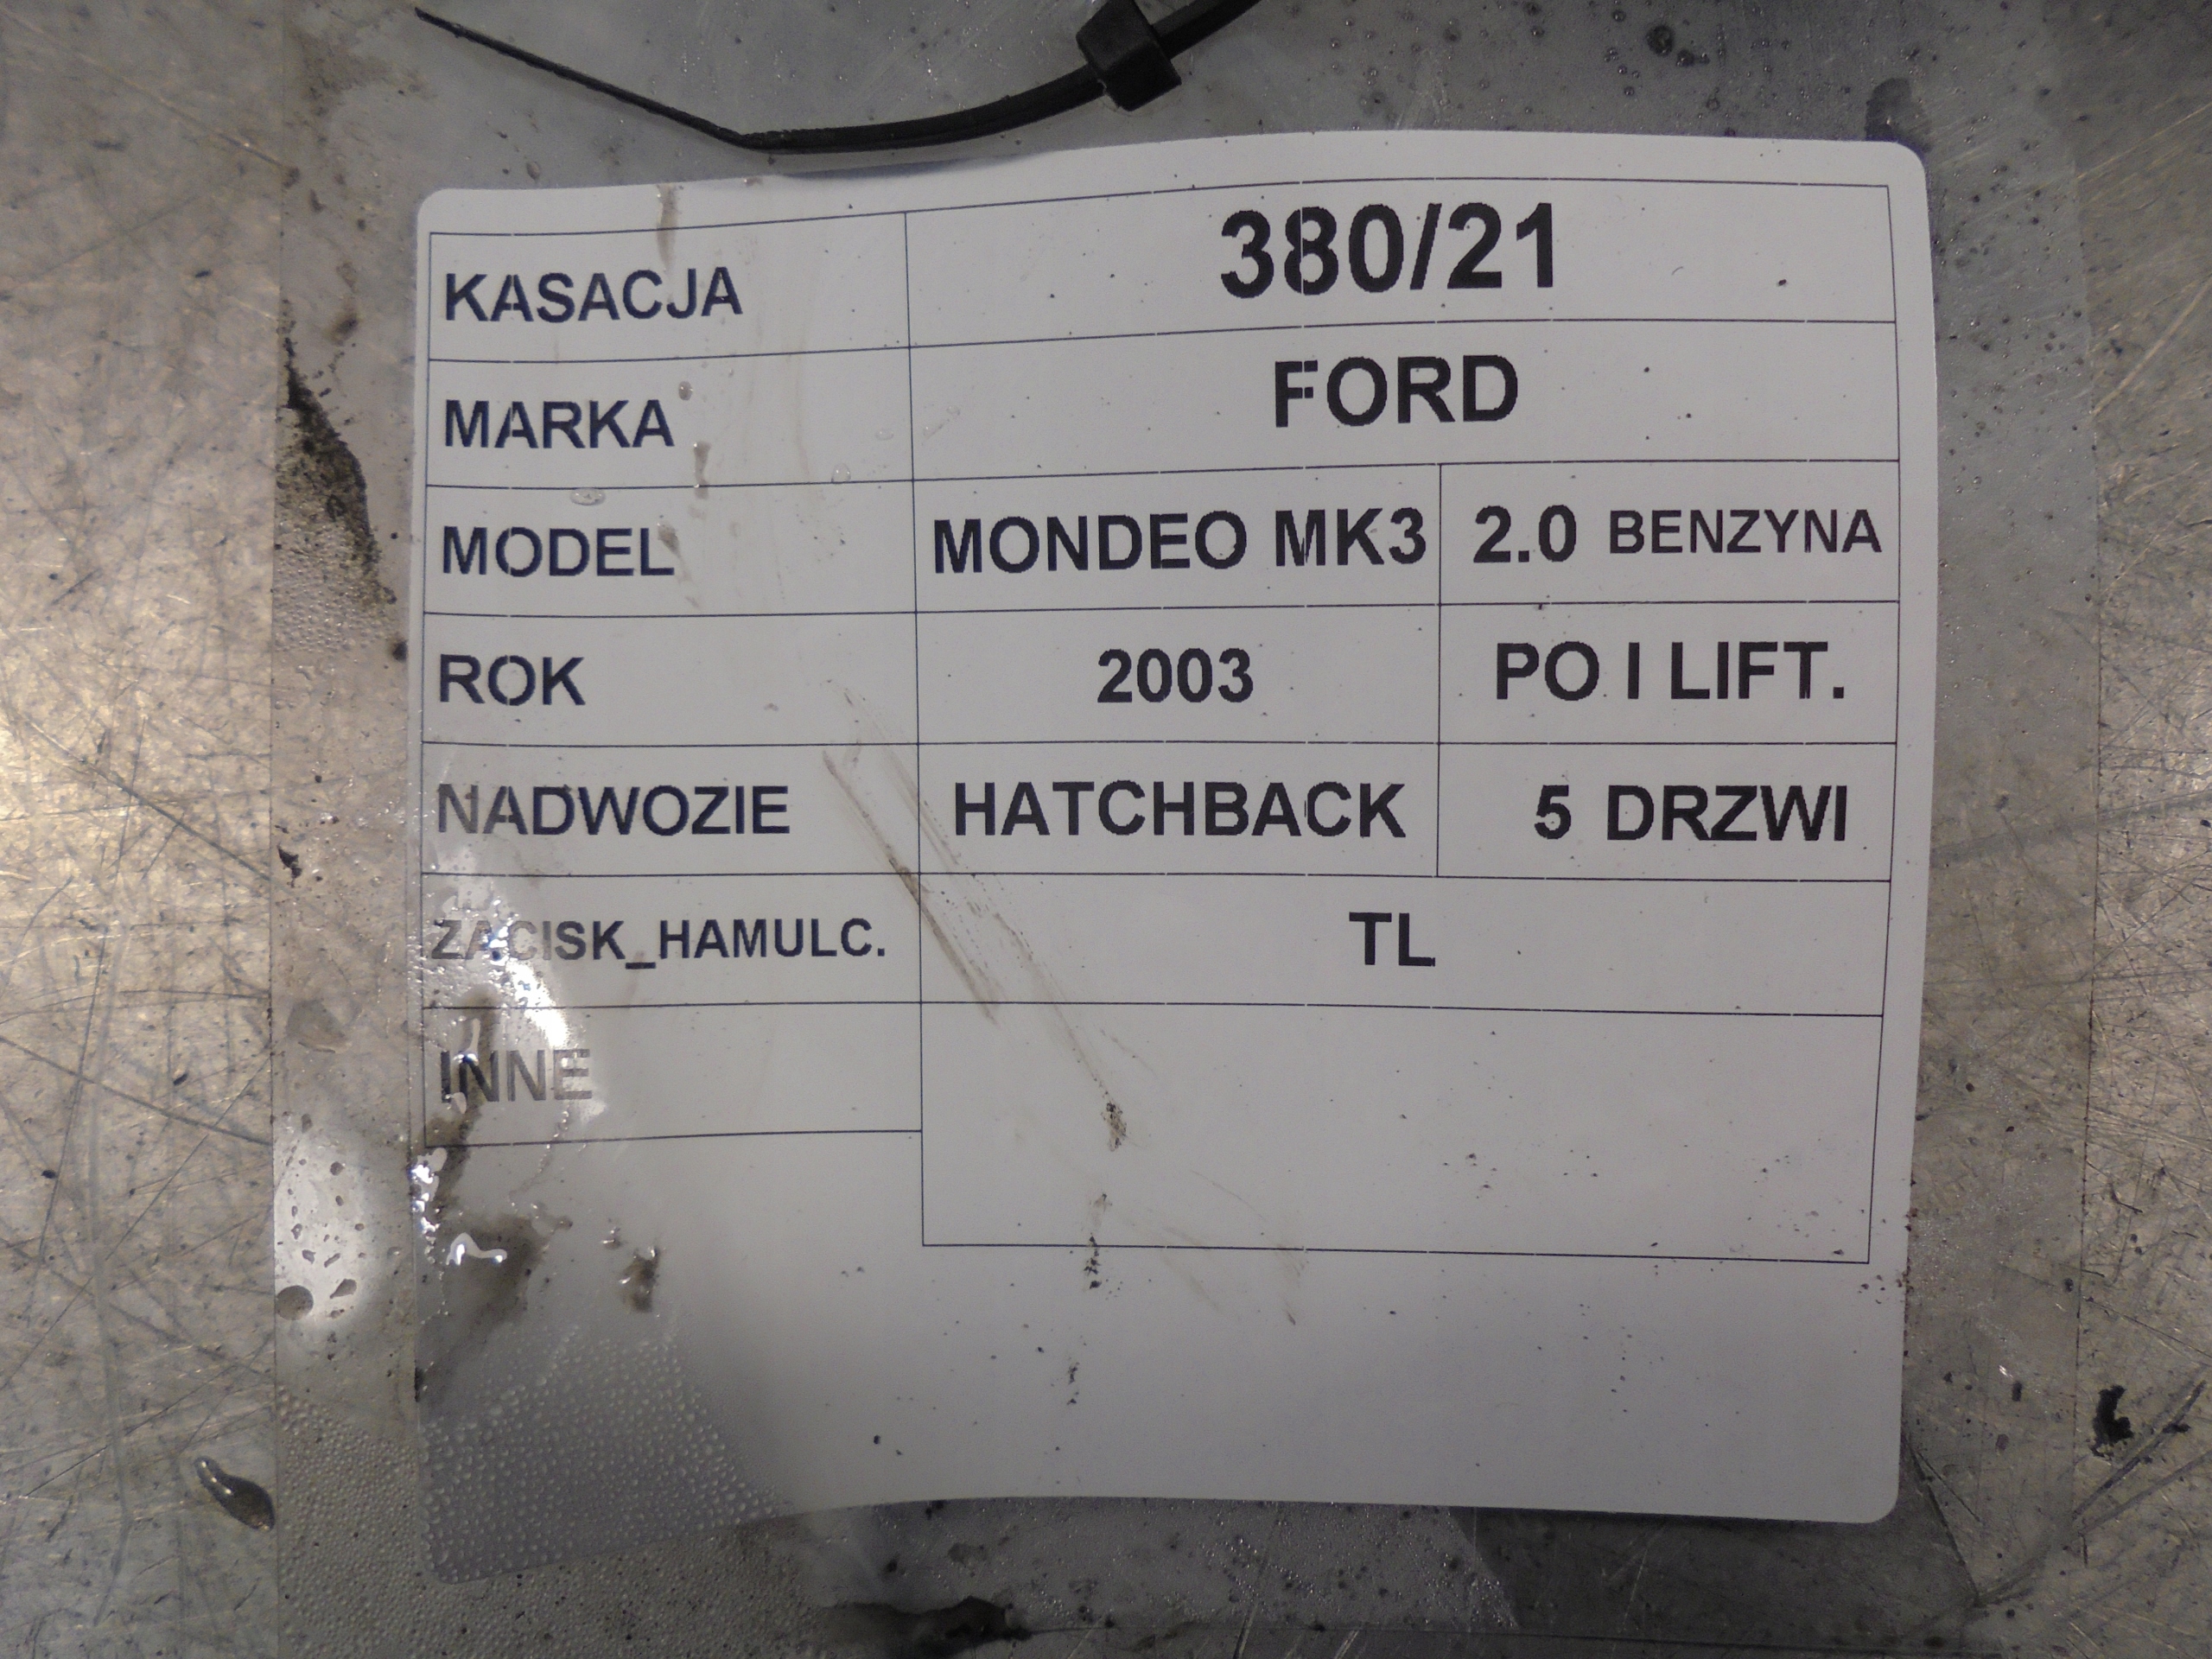 KASACJA 380/21
MARKA FORD
MODEL MONDEO MK3 2.0 BENZYNA
ROK 2003 PO I LIFT.
NADWOZIE HATCHBACK 5 DRZWI
ZACISK_HAMULC. TL
INNE